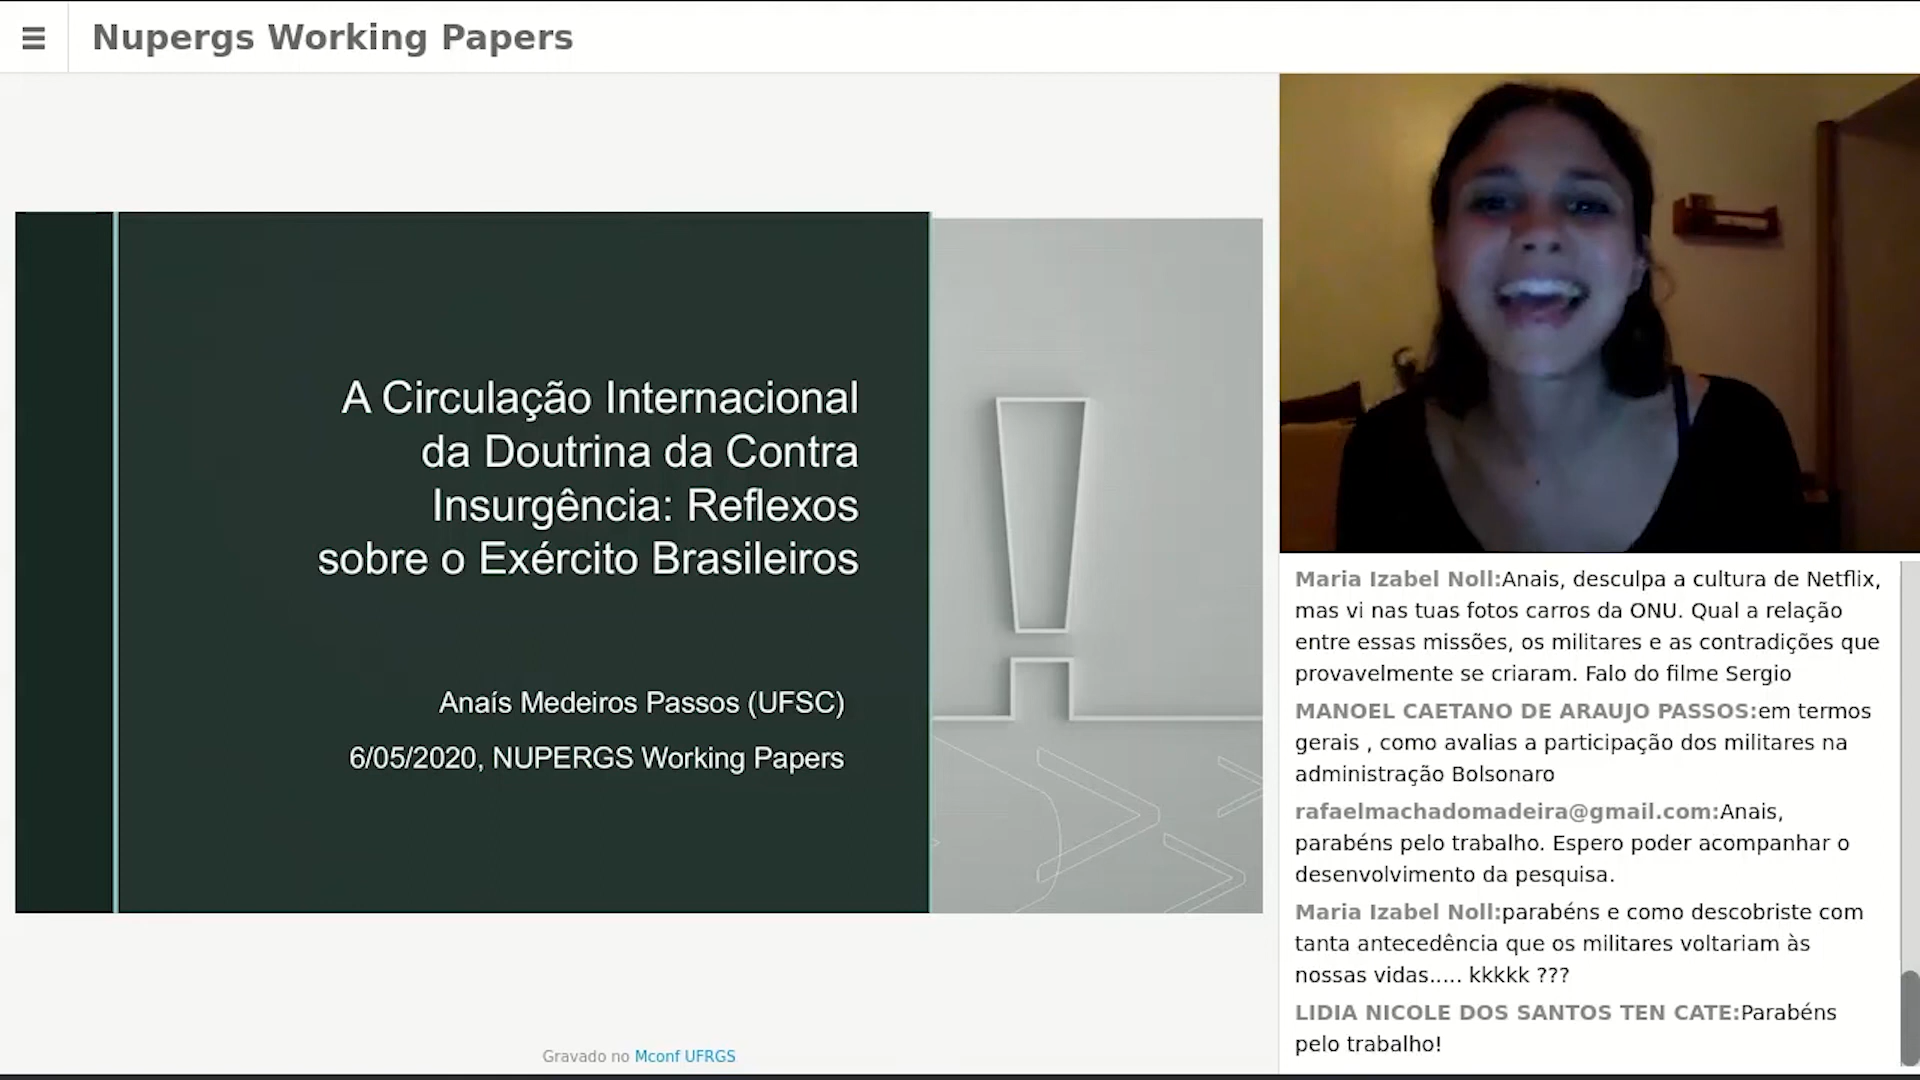 Nupergs Working Papers
A Circulação Internacional
da Doutrina da Contra
Insurgência: Reflexos
sobre o Exército Brasileiros
Anaís Medeiros Passos (UFSC)
6/05/2020, NUPERGS Working Papers
Gravado no Mconf UFRGS
Maria Izabel Noll:Anais, desculpa a cultura de Netflix,
mas vi nas tuas fotos carros da ONU. Qual a relação
entre essas missões, os militares e as contradições que
provavelmente se criaram. Falo do filme Sergio
MANOEL CAETANO DE ARAUJO PASSOS:em termos
gerais , como avalias a participação dos militares na
administração Bolsonaro
rafaelmachadomadeira@gmail.com:Anais,
parabéns pelo trabalho. Espero poder acompanhar o
desenvolvimento da pesquisa.
Maria Izabel Noll:parabéns e como descobriste com
tanta antecedência que os militares voltariam às
nossas vidas..... kkkkk ???
LIDIA NICOLE DOS SANTOS TEN CATE:Parabéns
pelo trabalho!